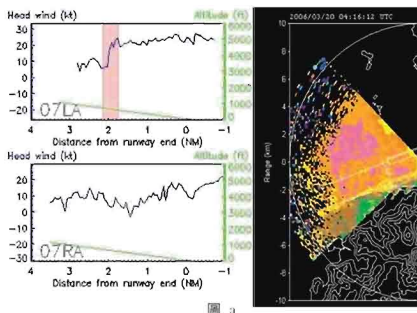 Head wind (kt) Altitude (ft)
30 6000
20 5000
10 4000
0 3000
-10 2000
-20 1000
0
07LA
4 3 2 1 0 -1
Distance from runway end (NM)
Head wind (kt) Altitude (ft)
30 6000
20 5000
10 4000
0 3000
-10 2000
-20 1000
-30 0
07RA
4 3 2 1 0 -1
Distance from runway end (NM)
a
2006/03/20 04:16:12 UTC
Range (km)
10
8
6
4
2
0
-2
-4
-6
-8
-10